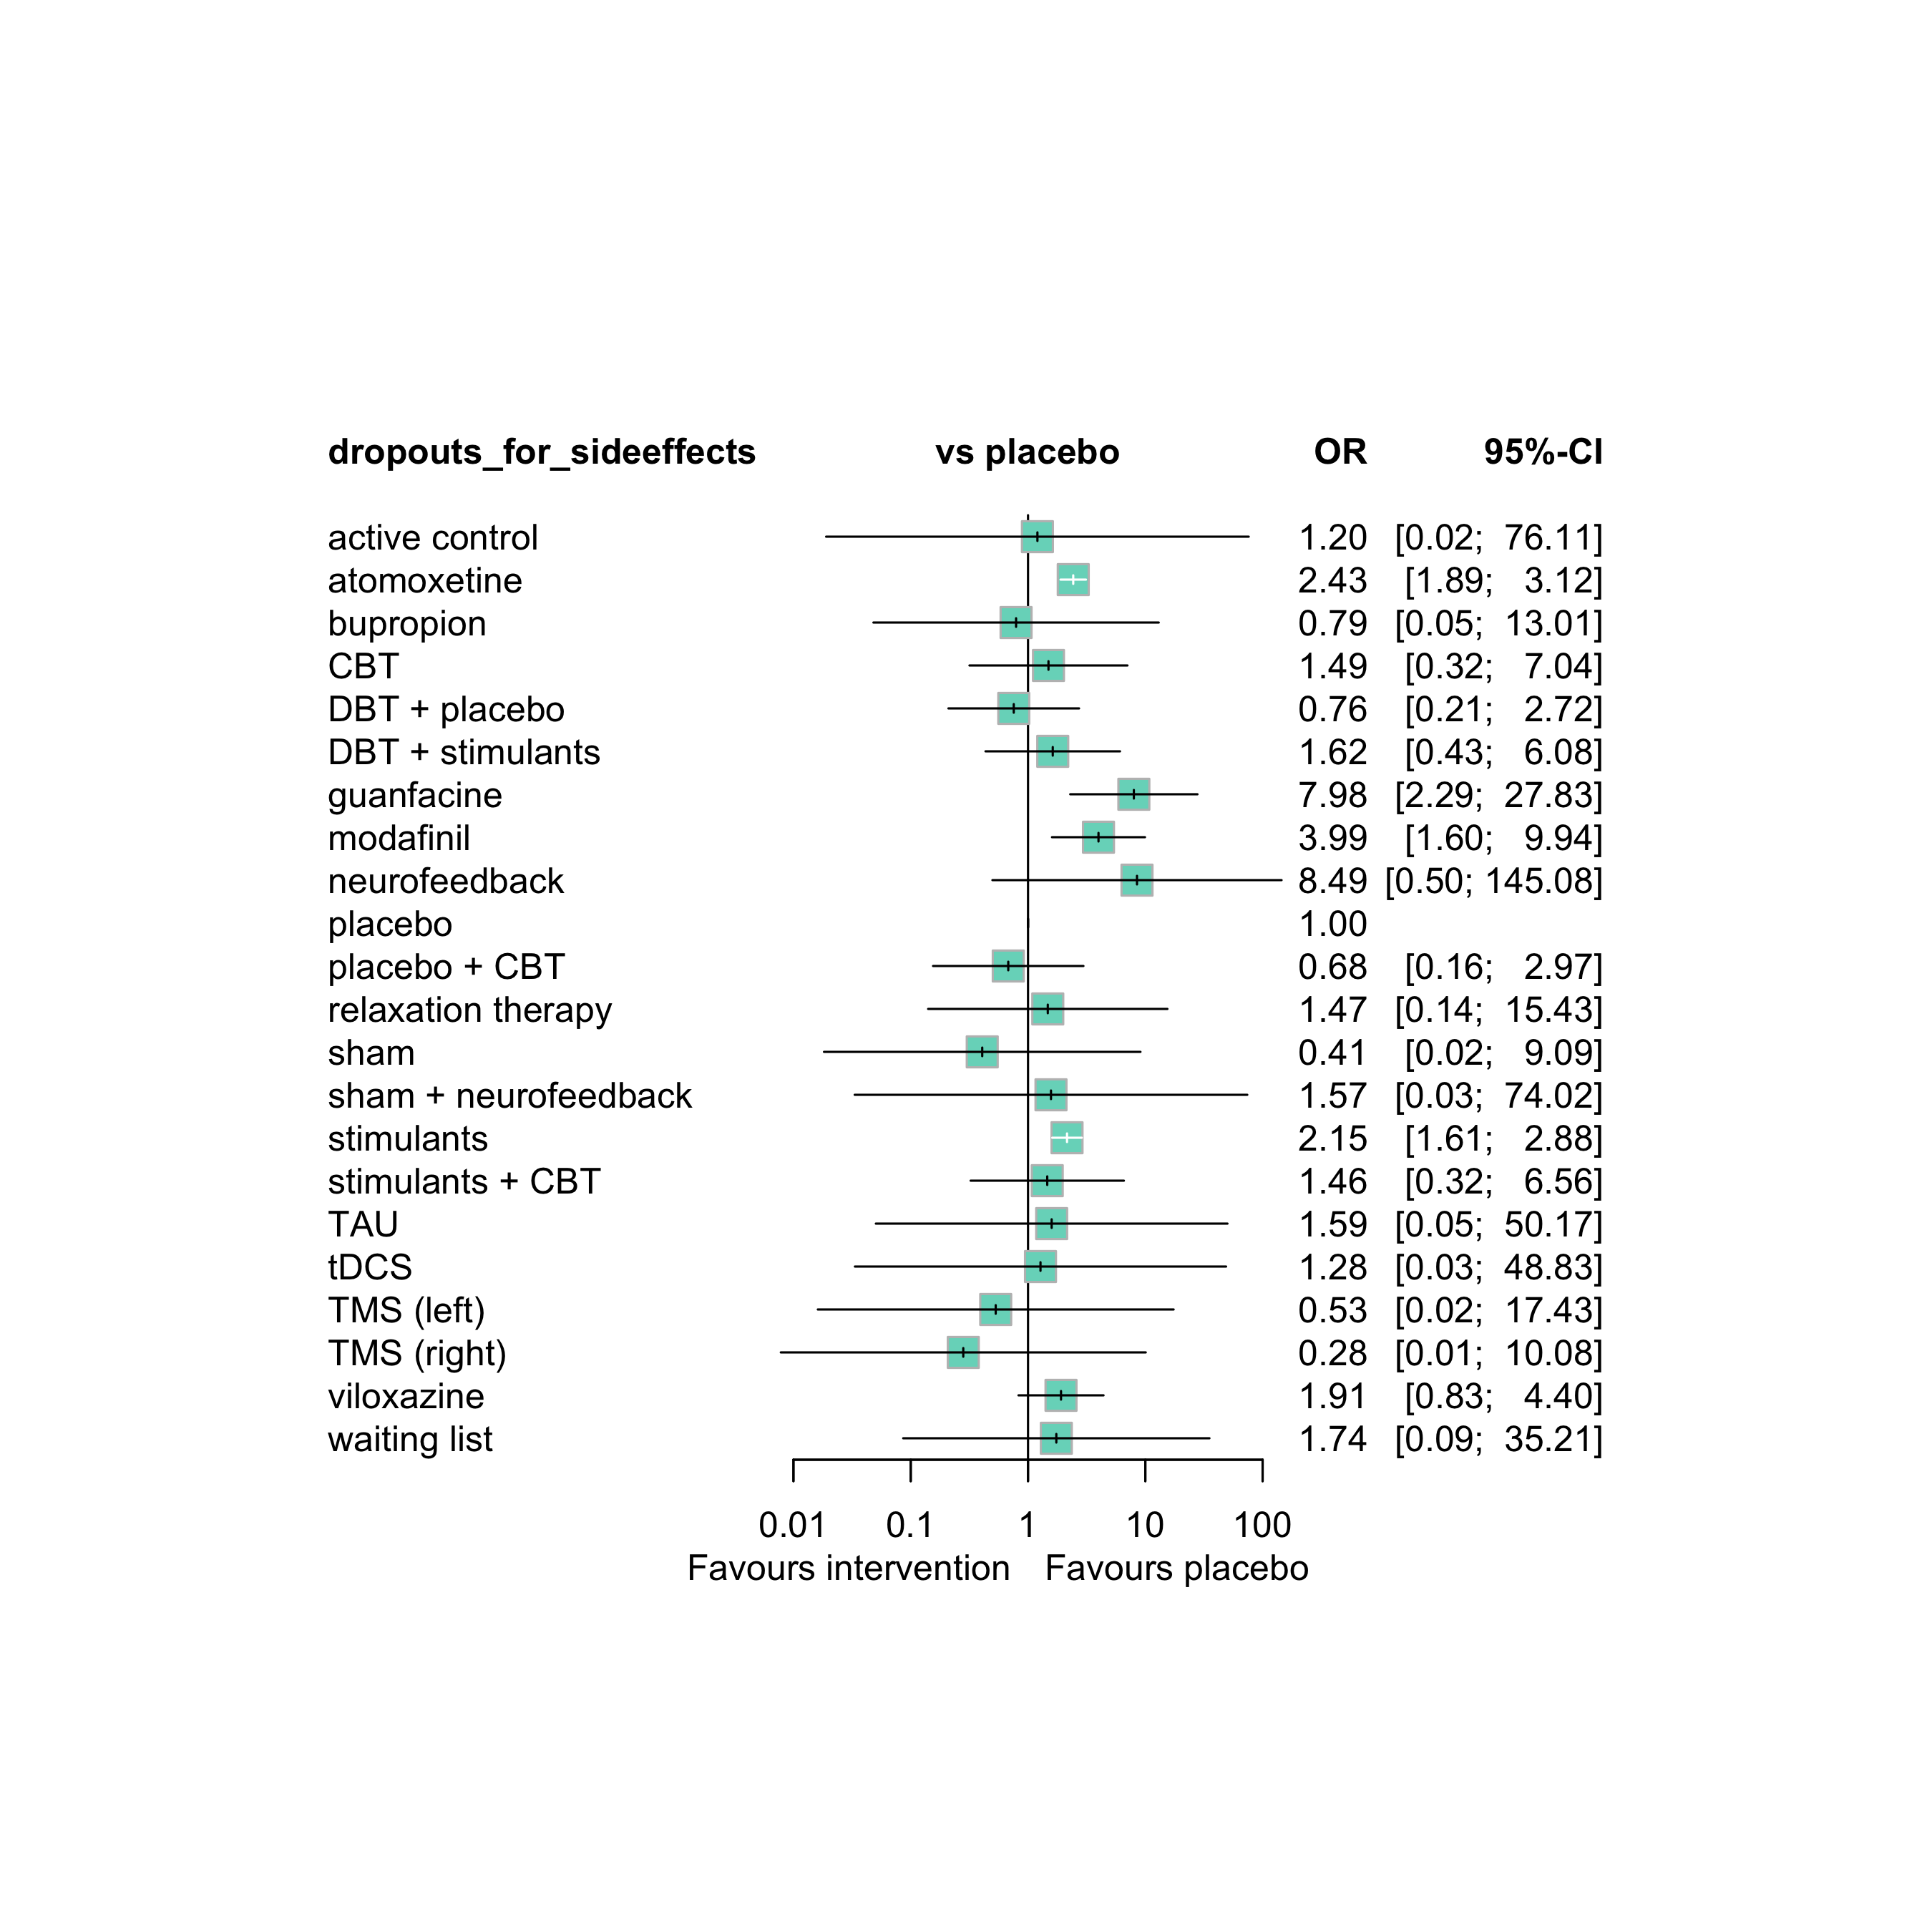 dropouts_for_sideeffects vs placebo OR 95%-CI
active control 1.20 [0.02; 76.11]
atomoxetine 2.43 [1.89; 3.12]
bupropion 0.79 [0.05; 13.01]
CBT 1.49 [0.32; 7.04]
DBT + placebo 0.76 [0.21; 2.72]
DBT + stimulants 1.62 [0.43; 6.08]
guanfacine 7.98 [2.29; 27.83]
modafinil 3.99 [1.60; 9.94]
neurofeedback 8.49 [0.50; 145.08]
placebo 1.00
placebo + CBT 0.68 [0.16; 2.97]
relaxation therapy 1.47 [0.14; 15.43]
sham 0.41 [0.02; 9.09]
sham + neurofeedback 1.57 [0.03; 74.02]
stimulants 2.15 [1.61; 2.88]
stimulants + CBT 1.46 [0.32; 6.56]
TAU 1.59 [0.05; 50.17]
tDCS 1.28 [0.03; 48.83]
TMS (left) 0.53 [0.02; 17.43]
TMS (right) 0.28 [0.01; 10.08]
viloxazine 1.91 [0.83; 4.40]
waiting list 1.74 [0.09; 35.21]
0.01 0.1 1 10 100
Favours intervention Favours placebo